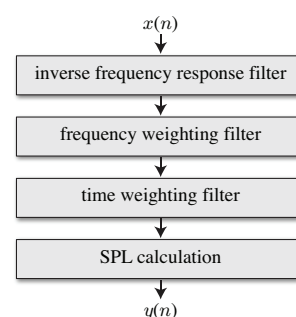 x(n)
inverse frequency response filter
frequency weighting filter
time weighting filter
SPL calculation
y(n)